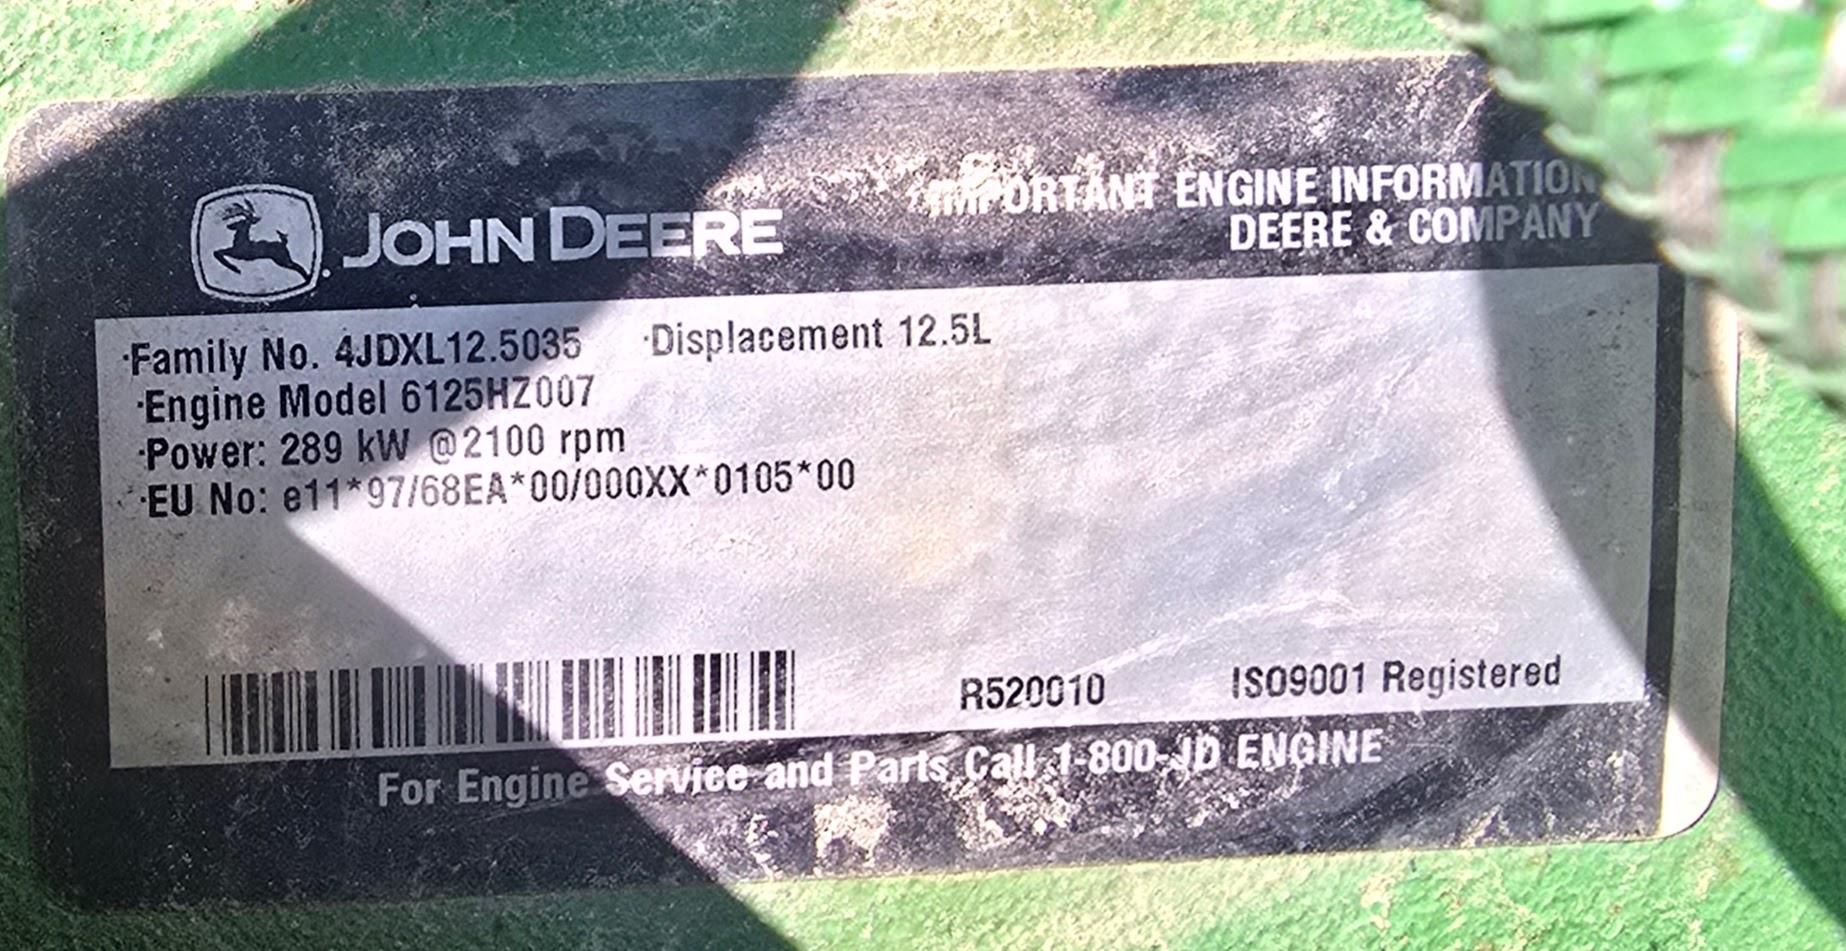 JOHN DEERE
IMPORTANT ENGINE INFORMATION
DEERE & COMPANY
·Family No. 4JDXL12.5035 ·Displacement 12.5L
·Engine Model 6125HZ007
·Power: 289 kW @2100 rpm
·EU No: e11*97/68EA*00/000XX*0105*00
R520010 ISO9001 Registered
For Engine Service and Parts Call 1-800-JD ENGINE